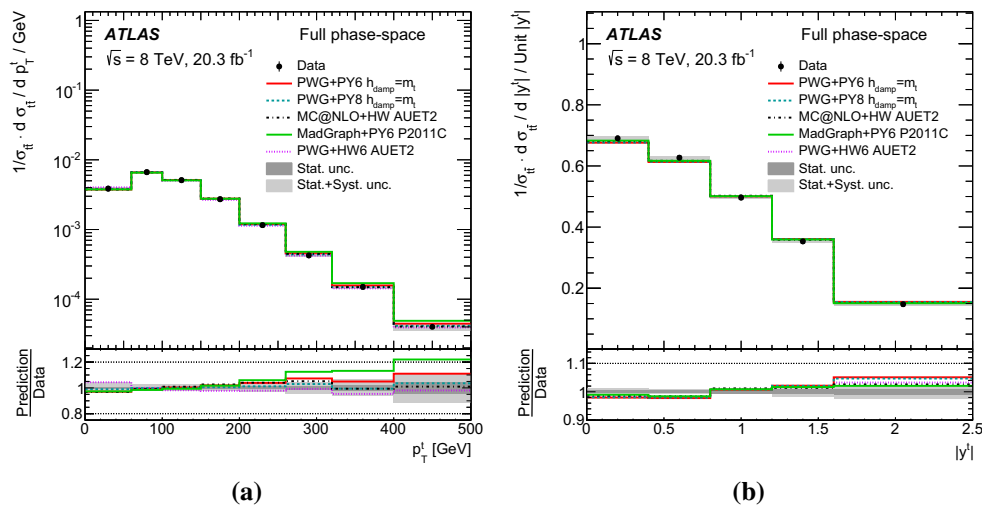 ATLAS Full phase-space
√s = 8 TeV, 20.3 fb⁻¹
Data
PWG+PY6 h_damp=m_t
PWG+PY8 h_damp=m_t
MC@NLO+HW AUET2
MadGraph+PY6 P2011C
PWG+HW6 AUET2
Stat. unc.
Stat.+Syst. unc.
1/σ_tt̄ · d σ_tt̄ / d p_T^t / GeV
1
10⁻¹
10⁻²
10⁻³
10⁻⁴
Prediction
Data
1.2
1
0.8
0 100 200 300 400 500
p_T^t [GeV]
(a)
ATLAS Full phase-space
√s = 8 TeV, 20.3 fb⁻¹
Data
PWG+PY6 h_damp=m_t
PWG+PY8 h_damp=m_t
MC@NLO+HW AUET2
MadGraph+PY6 P2011C
PWG+HW6 AUET2
Stat. unc.
Stat.+Syst. unc.
1/σ_tt̄ · d σ_tt̄ / d |y^t| / Unit |y^t|
1
0.8
0.6
0.4
0.2
Prediction
Data
1.1
1
0.9
0 0.5 1 1.5 2 2.5
|y^t|
(b)